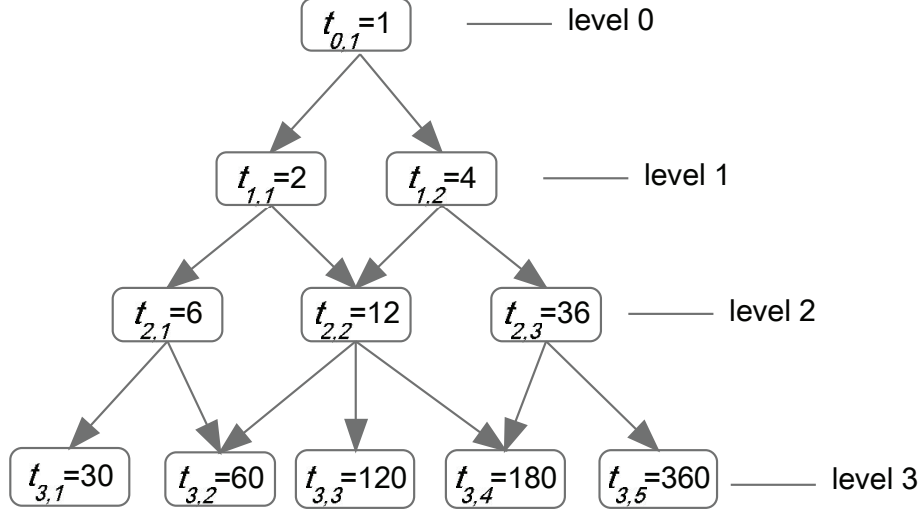 t0,1=1 level 0
t1,1=2 t1,2=4 level 1
t2,1=6 t2,2=12 t2,3=36 level 2
t3,1=30 t3,2=60 t3,3=120 t3,4=180 t3,5=360 level 3